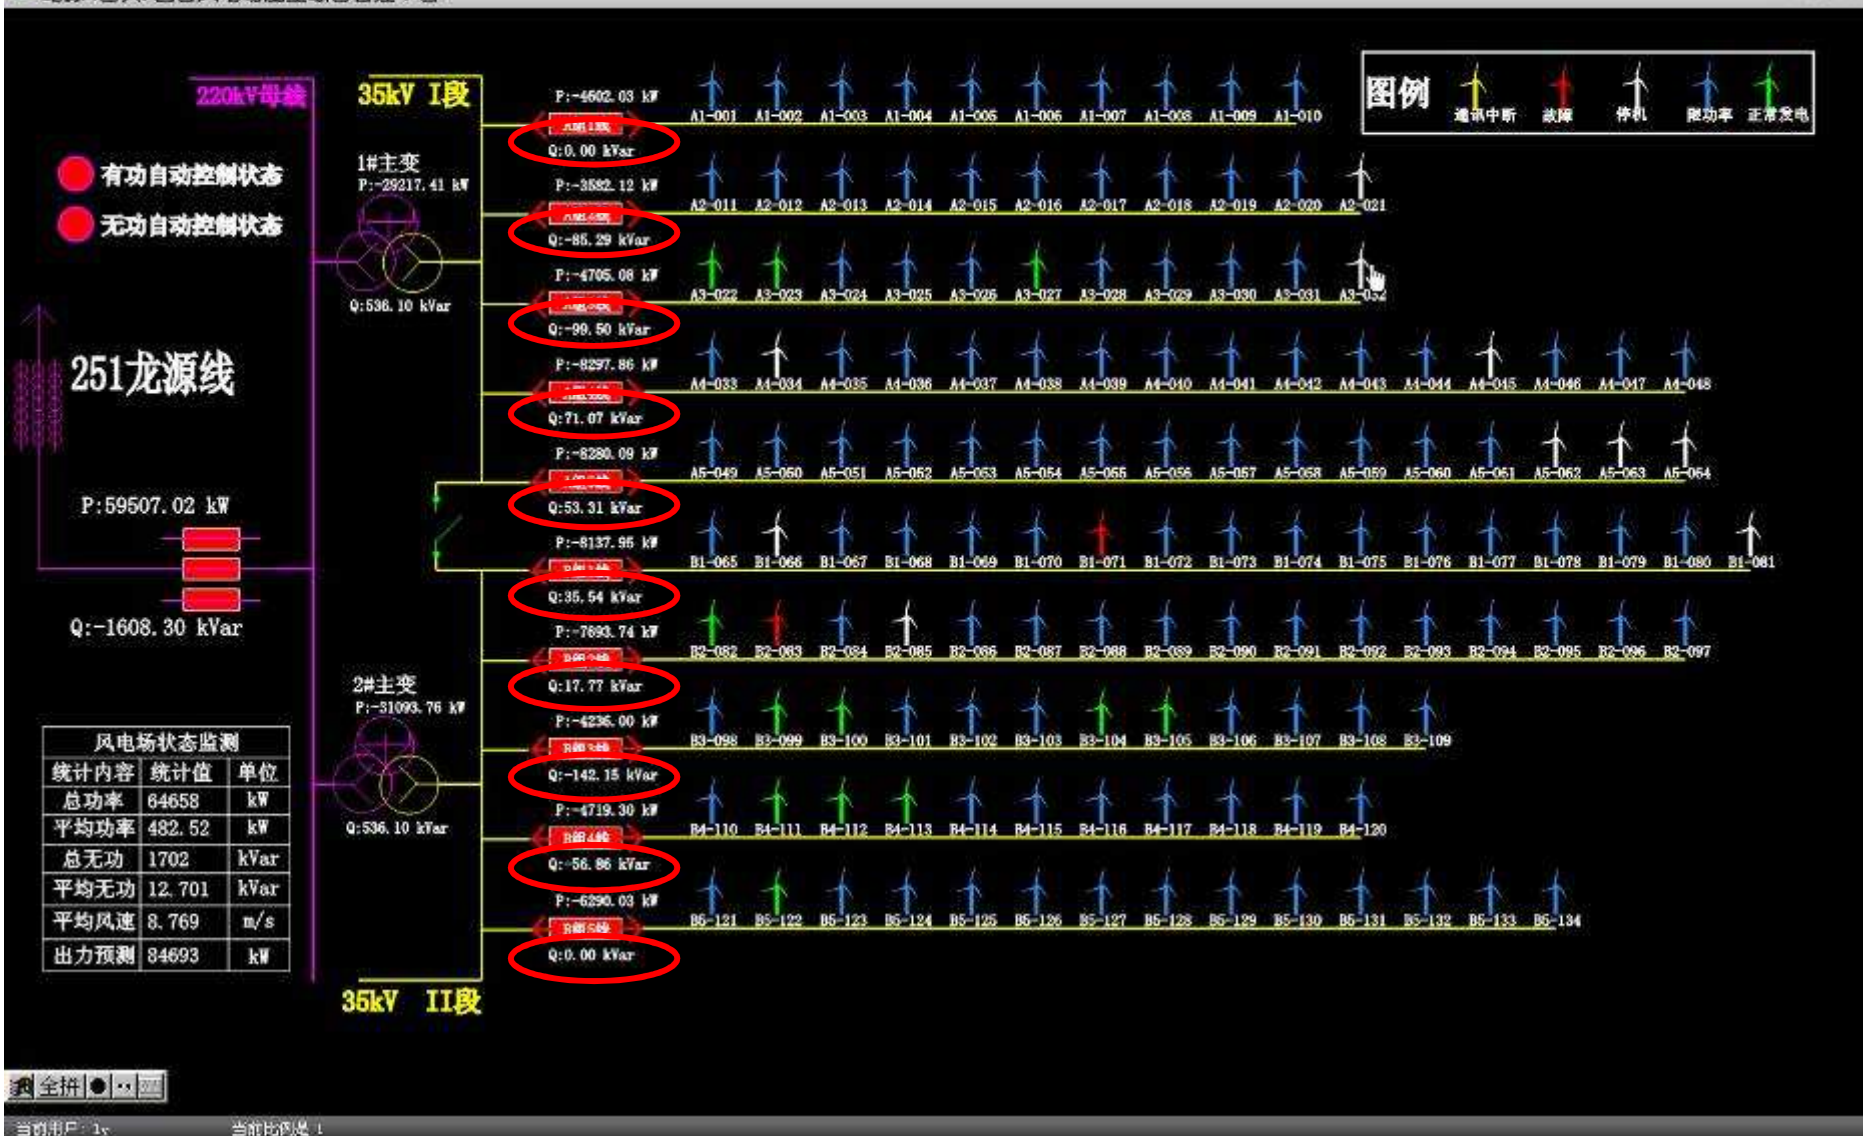 220kV母线
35kV I段
有功自动控制状态
无功自动控制状态
1#主变
P:-29217.41 kW
Q:536.10 kVar
251龙源线
P:59507.02 kW
Q:-1608.30 kVar
2#主变
P:-31093.76 kW
Q:536.10 kVar
35kV II段
风电场状态监测
统计内容 统计值 单位
总功率 64658 kW
平均功率 482.52 kW
总无功 1702 kVar
平均无功 12.701 kVar
平均风速 8.769 m/s
出力预测 84693 kW
图例
通讯中断 故障 停机 限功率 正常发电
P:-4602.03 kW
A1-001 A1-002 A1-003 A1-004 A1-005 A1-006 A1-007 A1-008 A1-009 A1-010
Q:0.00 kVar
P:-3582.12 kW
A2-011 A2-012 A2-013 A2-014 A2-015 A2-016 A2-017 A2-018 A2-019 A2-020 A2-021
Q:-85.29 kVar
P:-4705.08 kW
A3-022 A3-023 A3-024 A3-025 A3-026 A3-027 A3-028 A3-029 A3-030 A3-031 A3-032
Q:-99.50 kVar
P:-8297.86 kW
A4-033 A4-034 A4-035 A4-036 A4-037 A4-038 A4-039 A4-040 A4-041 A4-042 A4-043 A4-044 A4-045 A4-046 A4-047 A4-048
Q:71.07 kVar
P:-8280.09 kW
A5-049 A5-050 A5-051 A5-052 A5-053 A5-054 A5-055 A5-056 A5-057 A5-058 A5-059 A5-060 A5-061 A5-062 A5-063 A5-064
Q:53.31 kVar
P:-8137.95 kW
B1-065 B1-066 B1-067 B1-068 B1-069 B1-070 B1-071 B1-072 B1-073 B1-074 B1-075 B1-076 B1-077 B1-078 B1-079 B1-080 B1-081
Q:35.54 kVar
P:-7693.74 kW
B2-082 B2-083 B2-084 B2-085 B2-086 B2-087 B2-088 B2-089 B2-090 B2-091 B2-092 B2-093 B2-094 B2-095 B2-096 B2-097
Q:17.77 kVar
P:-4236.00 kW
B3-098 B3-099 B3-100 B3-101 B3-102 B3-103 B3-104 B3-105 B3-106 B3-107 B3-108 B3-109
Q:-142.15 kVar
P:-4719.30 kW
B4-110 B4-111 B4-112 B4-113 B4-114 B4-115 B4-116 B4-117 B4-118 B4-119 B4-120
Q:-56.86 kVar
P:-6290.03 kW
B5-121 B5-122 B5-123 B5-124 B5-125 B5-126 B5-127 B5-128 B5-129 B5-130 B5-131 B5-132 B5-133 B5-134
Q:0.00 kVar
全拼
当前用户: 当前比例是 1